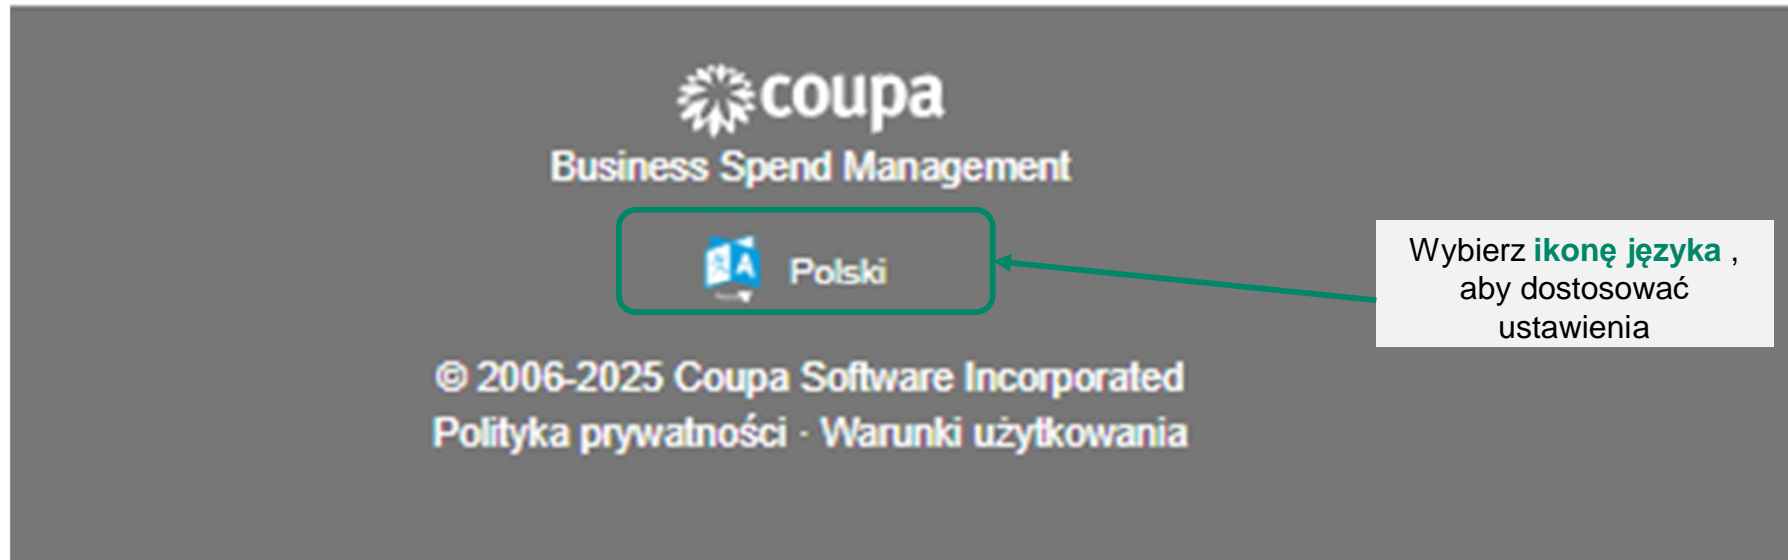 coupa
Business Spend Management
Polski
Wybierz ikonę języka ,
aby dostosować
ustawienia
© 2006-2025 Coupa Software Incorporated
Polityka prywatności · Warunki użytkowania